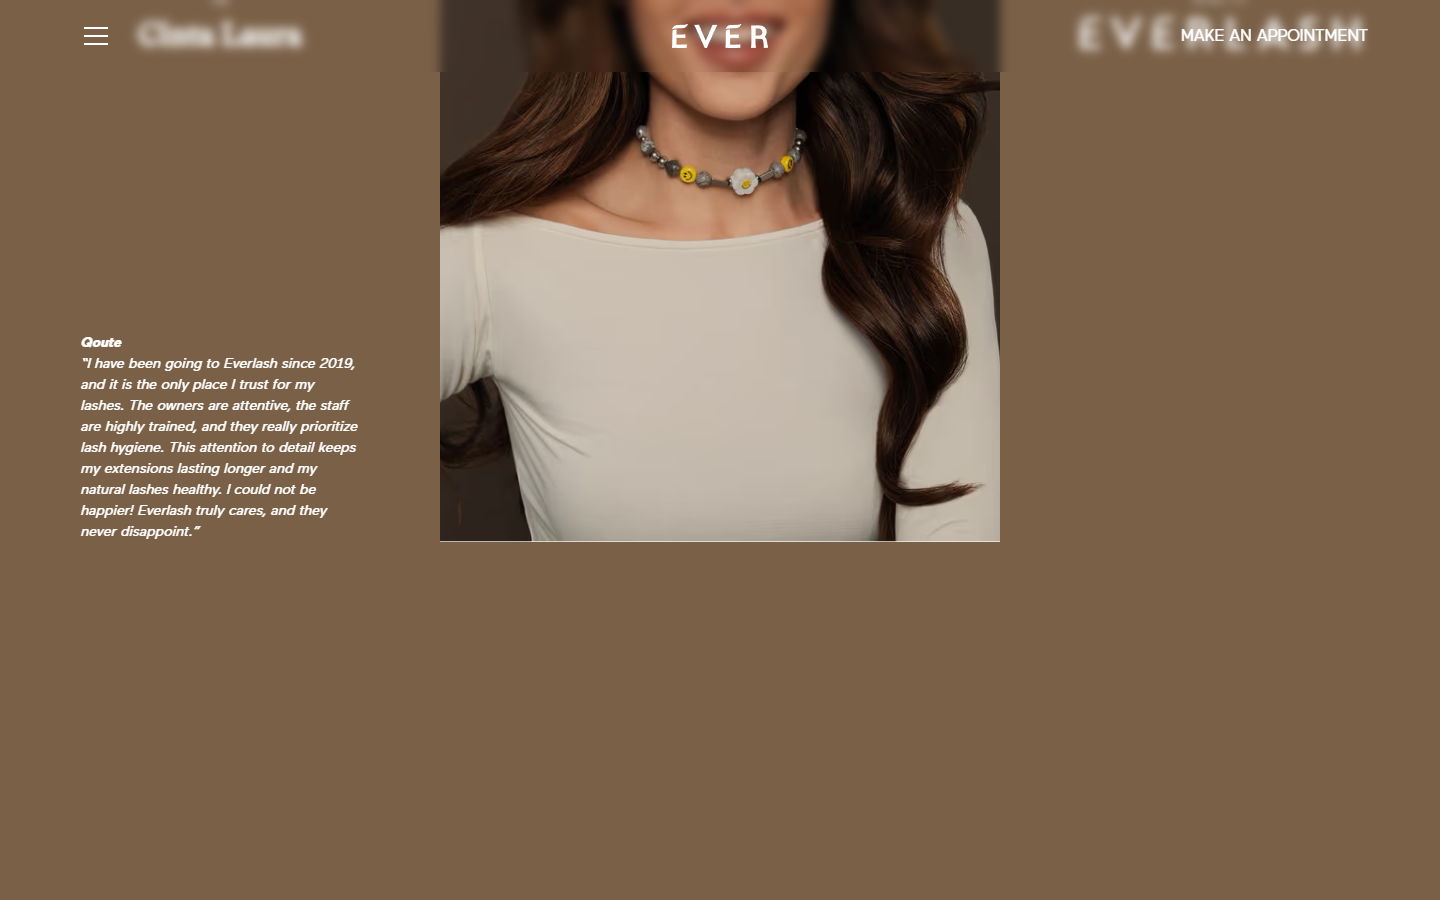 Cinta Laura
EVER
EVERLASH
MAKE AN APPOINTMENT
Qoute
“I have been going to Everlash since 2019,
and it is the only place I trust for my
lashes. The owners are attentive, the staff
are highly trained, and they really prioritize
lash hygiene. This attention to detail keeps
my extensions lasting longer and my
natural lashes healthy. I could not be
happier! Everlash truly cares, and they
never disappoint.”